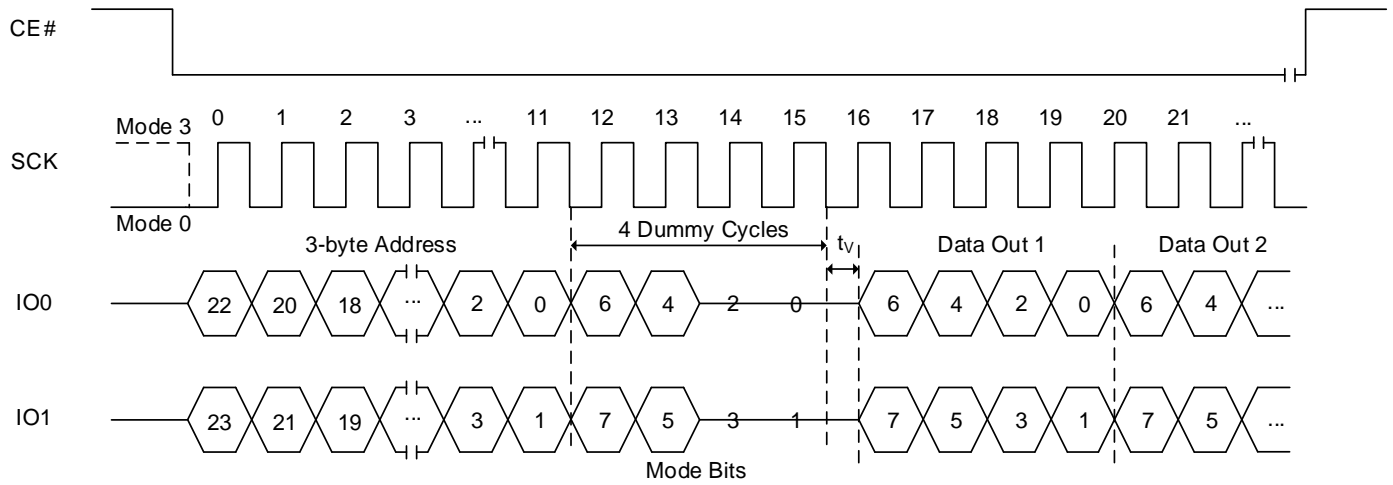 CE#
0 1 2 3 ... 11 12 13 14 15 16 17 18 19 20 21 ...
Mode 3
SCK
Mode 0
3-byte Address 4 Dummy Cycles tV Data Out 1 Data Out 2
IO0 22 20 18 ... 2 0 6 4 2 0 6 4 2 0 6 4 ...
IO1 23 21 19 ... 3 1 7 5 3 1 7 5 3 1 7 5 ...
Mode Bits